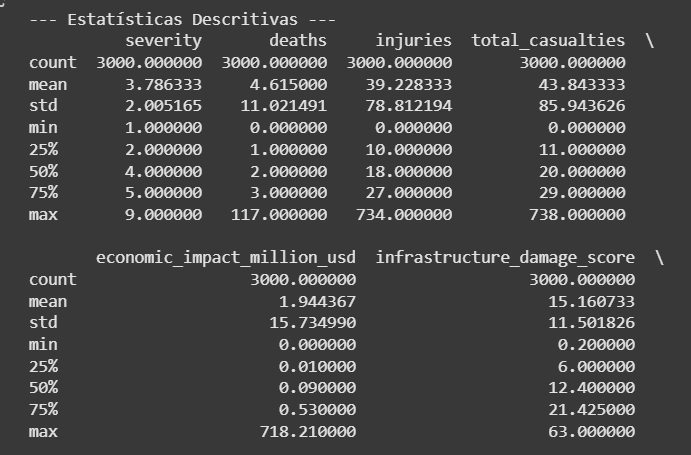 --- Estatísticas Descritivas ---
severity deaths injuries total_casualties \
count 3000.000000 3000.000000 3000.000000 3000.000000
mean 3.786333 4.615000 39.228333 43.843333
std 2.005165 11.021491 78.812194 85.943626
min 1.000000 0.000000 0.000000 0.000000
25% 2.000000 1.000000 10.000000 11.000000
50% 4.000000 2.000000 18.000000 20.000000
75% 5.000000 3.000000 27.000000 29.000000
max 9.000000 117.000000 734.000000 738.000000
economic_impact_million_usd infrastructure_damage_score \
count 3000.000000 3000.000000
mean 1.944367 15.160733
std 15.734990 11.501826
min 0.000000 0.200000
25% 0.010000 6.000000
50% 0.090000 12.400000
75% 0.530000 21.425000
max 718.210000 63.000000